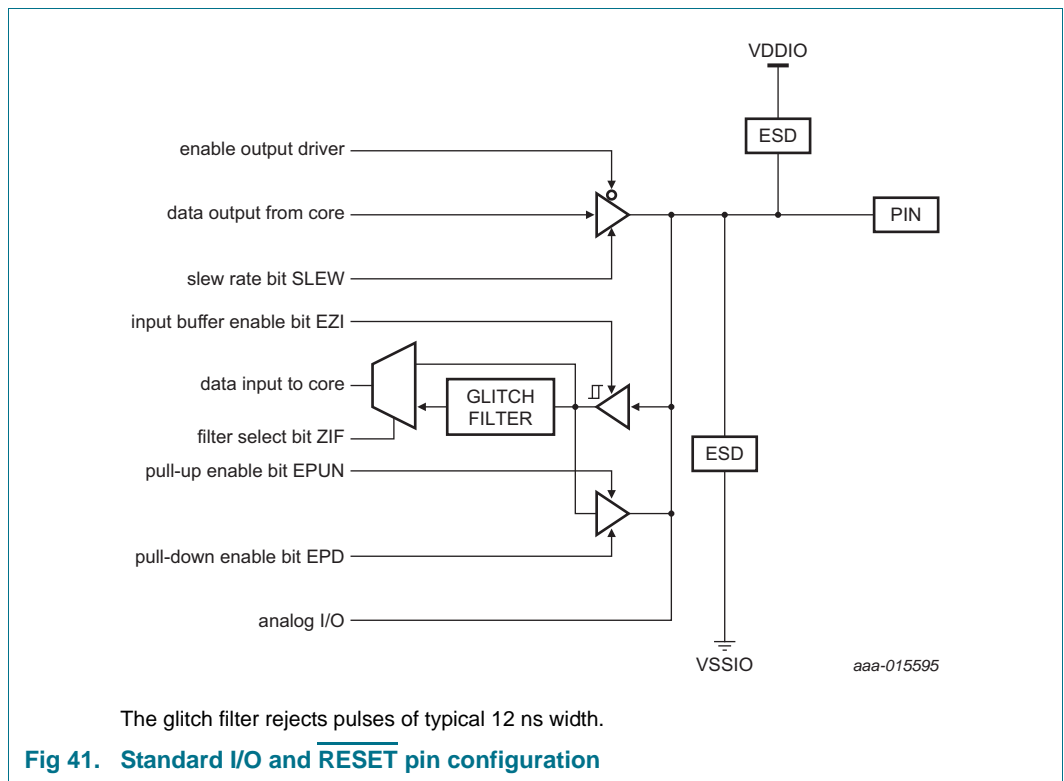 VDDIO
ESD
enable output driver
data output from core
PIN
slew rate bit SLEW
input buffer enable bit EZI
data input to core
GLITCH
FILTER
filter select bit ZIF
ESD
pull-up enable bit EPUN
pull-down enable bit EPD
analog I/O
VSSIO
aaa-015595
The glitch filter rejects pulses of typical 12 ns width.
Fig 41. Standard I/O and RESET pin configuration